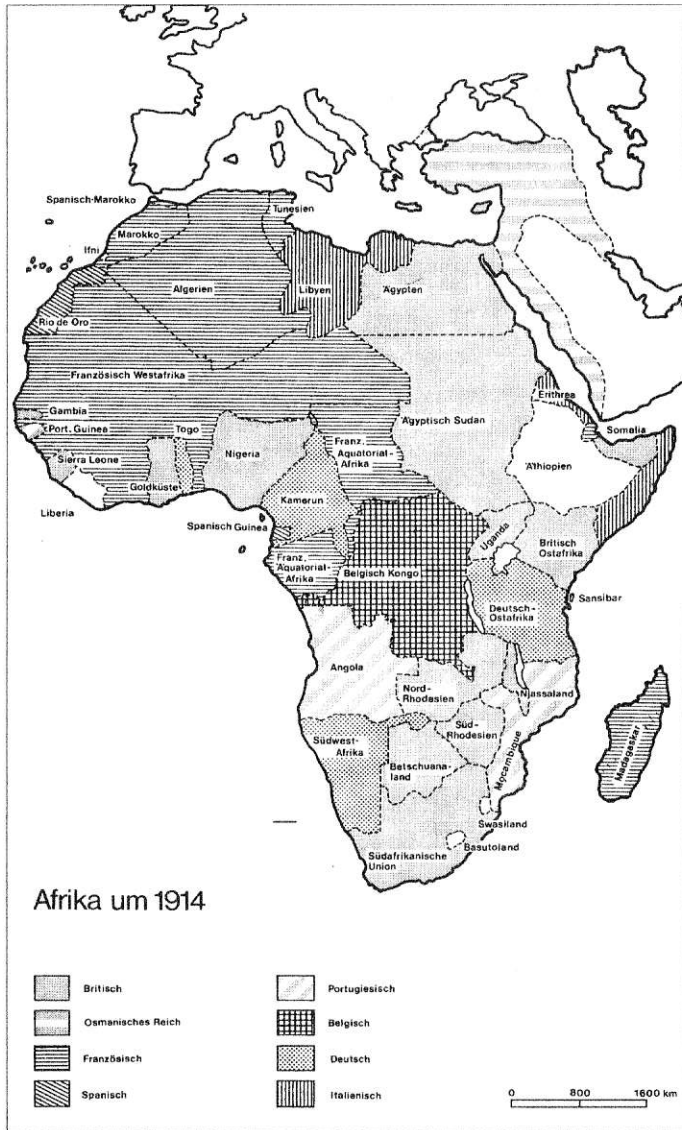 Spanisch-Marokko
Tunesien
Marokko
Ifni
Algerien
Libyen
Ägypten
Rio de Oro
Französisch Westafrika
Erithrea
Gambia
Port. Guinea
Togo
Ägyptisch Sudan
Somalia
Sierra Leone
Nigeria
Franz.
Äquatorial-
Afrika
Äthiopien
Goldküste
Kamerun
Liberia
Spanisch Guinea
Uganda
Britisch
Ostafrika
Franz.
Äquatorial-
Afrika
Belgisch Kongo
Sansibar
Deutsch-
Ostafrika
Angola
Nord-
Rhodesien
Njassaland
Süd-
Rhodesien
Südwest-
Afrika
Betschuana-
land
Moçambique
Madagaskar
Swasiland
Basutoland
Südafrikanische
Union
Afrika um 1914
Britisch
Portugiesisch
Osmanisches Reich
Belgisch
Französisch
Deutsch
Spanisch
Italienisch
0 800 1600 km